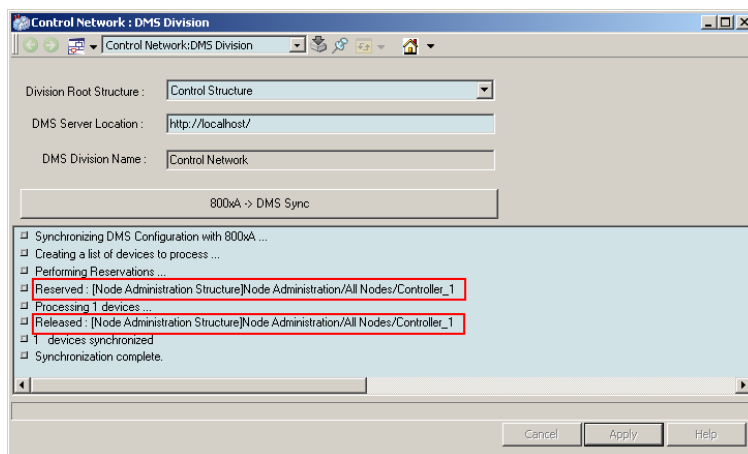 Control Network : DMS Division
Control Network:DMS Division
Division Root Structure :
Control Structure
DMS Server Location :
http://localhost/
DMS Division Name :
Control Network
800xA -> DMS Sync
Synchronizing DMS Configuration with 800xA ...
Creating a list of devices to process ...
Performing Reservations ...
Reserved : [Node Administration Structure]Node Administration/All Nodes/Controller_1
Processing 1 devices ...
Released : [Node Administration Structure]Node Administration/All Nodes/Controller_1
1 devices synchronized
Synchronization complete.
Cancel
Apply
Help